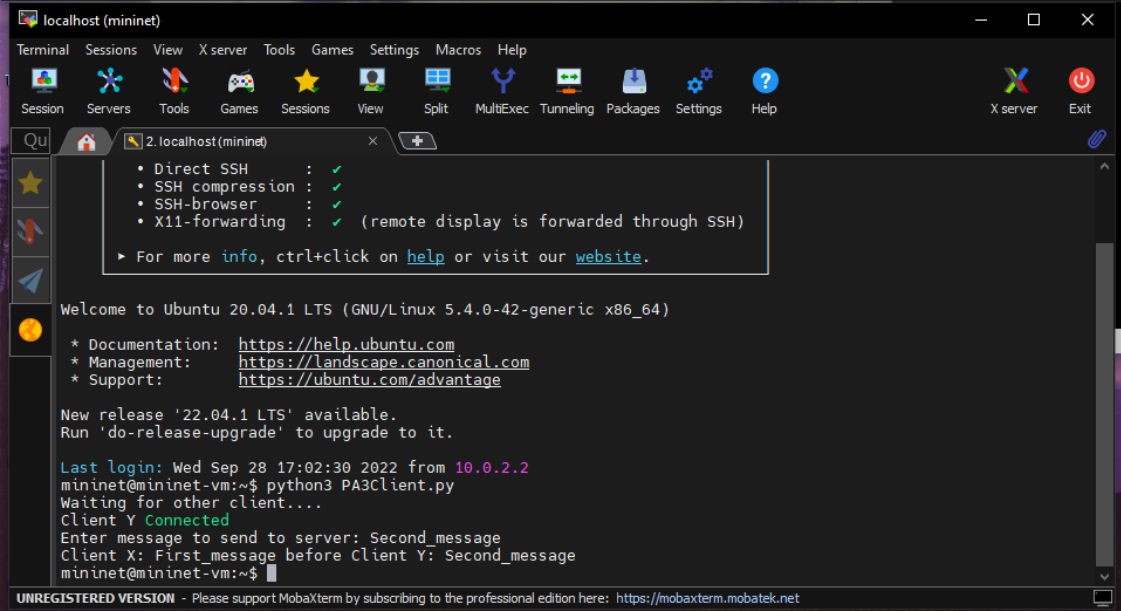 localhost (mininet)
Terminal Sessions View X server Tools Games Settings Macros Help
Session Servers Tools Games Sessions View Split MultiExec Tunneling Packages Settings Help X server Exit
Qu 2. localhost (mininet)
• Direct SSH : ✔
• SSH compression : ✔
• SSH-browser : ✔
• X11-forwarding : ✔ (remote display is forwarded through SSH)
➤ For more info, ctrl+click on help or visit our website.
Welcome to Ubuntu 20.04.1 LTS (GNU/Linux 5.4.0-42-generic x86_64)
* Documentation: https://help.ubuntu.com
* Management: https://landscape.canonical.com
* Support: https://ubuntu.com/advantage
New release '22.04.1 LTS' available.
Run 'do-release-upgrade' to upgrade to it.
Last login: Wed Sep 28 17:02:30 2022 from 10.0.2.2
mininet@mininet-vm:~$ python3 PA3Client.py
Waiting for other client....
Client Y Connected
Enter message to send to server: Second_message
Client X: First_message before Client Y: Second_message
mininet@mininet-vm:~$
UNREGISTERED VERSION - Please support MobaXterm by subscribing to the professional edition here: https://mobaxterm.mobatek.net